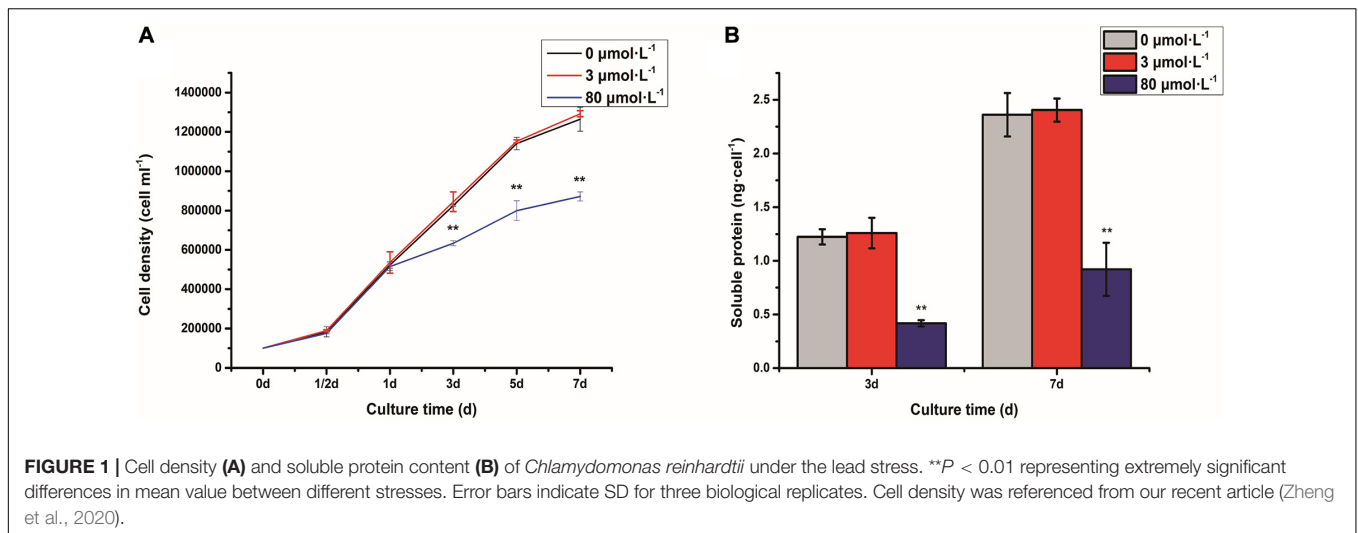 A
0 µmol·L⁻¹
3 µmol·L⁻¹
80 µmol·L⁻¹
Cell density (cell ml⁻¹)
1400000
1200000
1000000
800000
600000
400000
200000
0
**
**
**
0d
1/2d
1d
3d
5d
7d
Culture time (d)
B
0 µmol·L⁻¹
3 µmol·L⁻¹
80 µmol·L⁻¹
Soluble protein (ng·cell⁻¹)
2.5
2.0
1.5
1.0
0.5
0.0
**
**
3d
7d
Culture time (d)
FIGURE 1 | Cell density (A) and soluble protein content (B) of Chlamydomonas reinhardtii under the lead stress. **P < 0.01 representing extremely significant
differences in mean value between different stresses. Error bars indicate SD for three biological replicates. Cell density was referenced from our recent article (Zheng
et al., 2020).